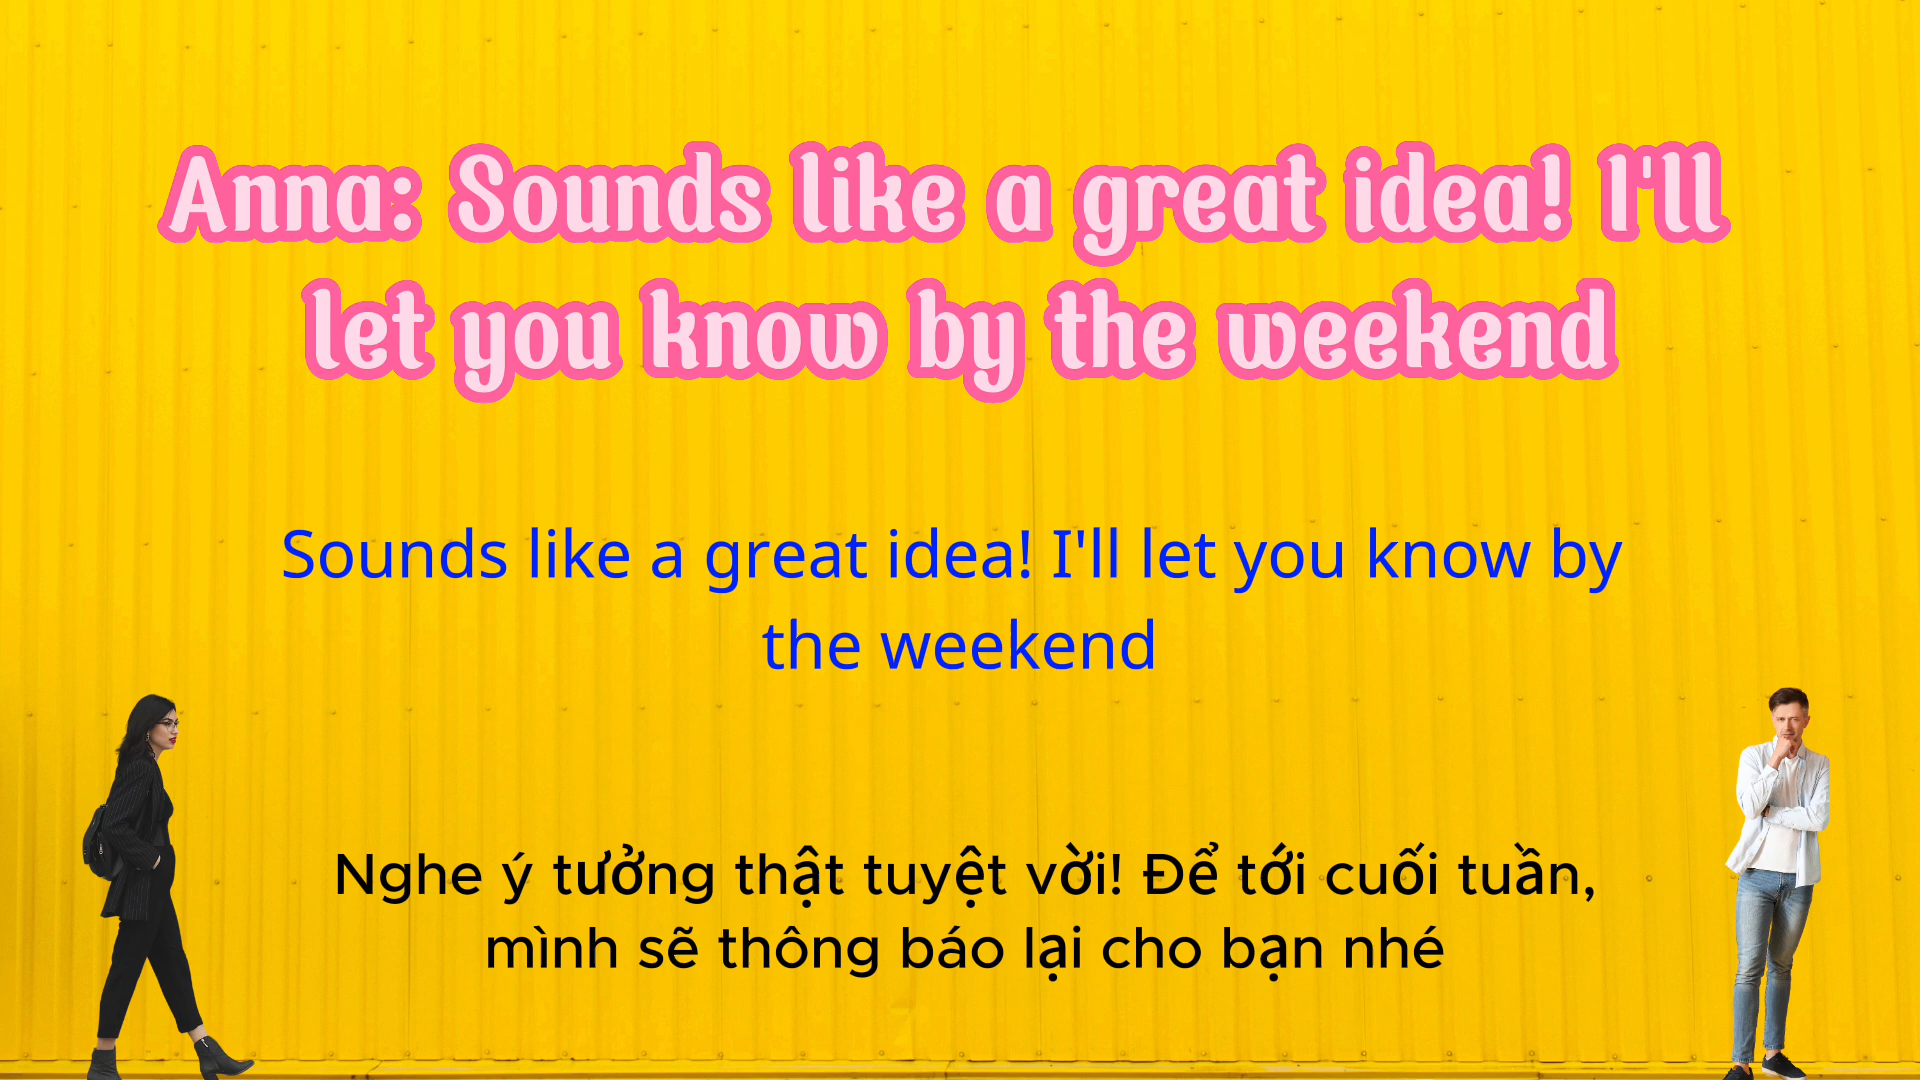 Anna: Sounds like a great idea! I'll
let you know by the weekend
Sounds like a great idea! I'll let you know by
the weekend
Nghe ý tưởng thật tuyệt vời! Để tới cuối tuần,
mình sẽ thông báo lại cho bạn nhé